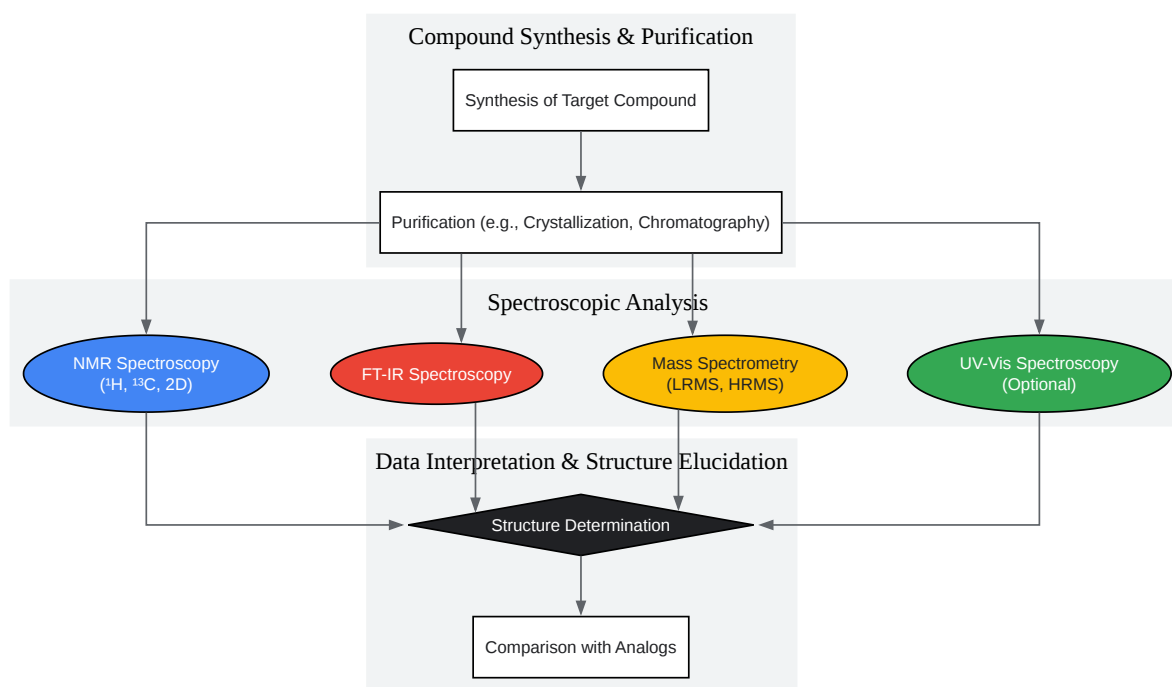 Compound Synthesis & Purification
Synthesis of Target Compound
Purification (e.g., Crystallization, Chromatography)
Spectroscopic Analysis
NMR Spectroscopy
(¹H, ¹³C, 2D)
FT-IR Spectroscopy
Mass Spectrometry
(LRMS, HRMS)
UV-Vis Spectroscopy
(Optional)
Data Interpretation & Structure Elucidation
Structure Determination
Comparison with Analogs